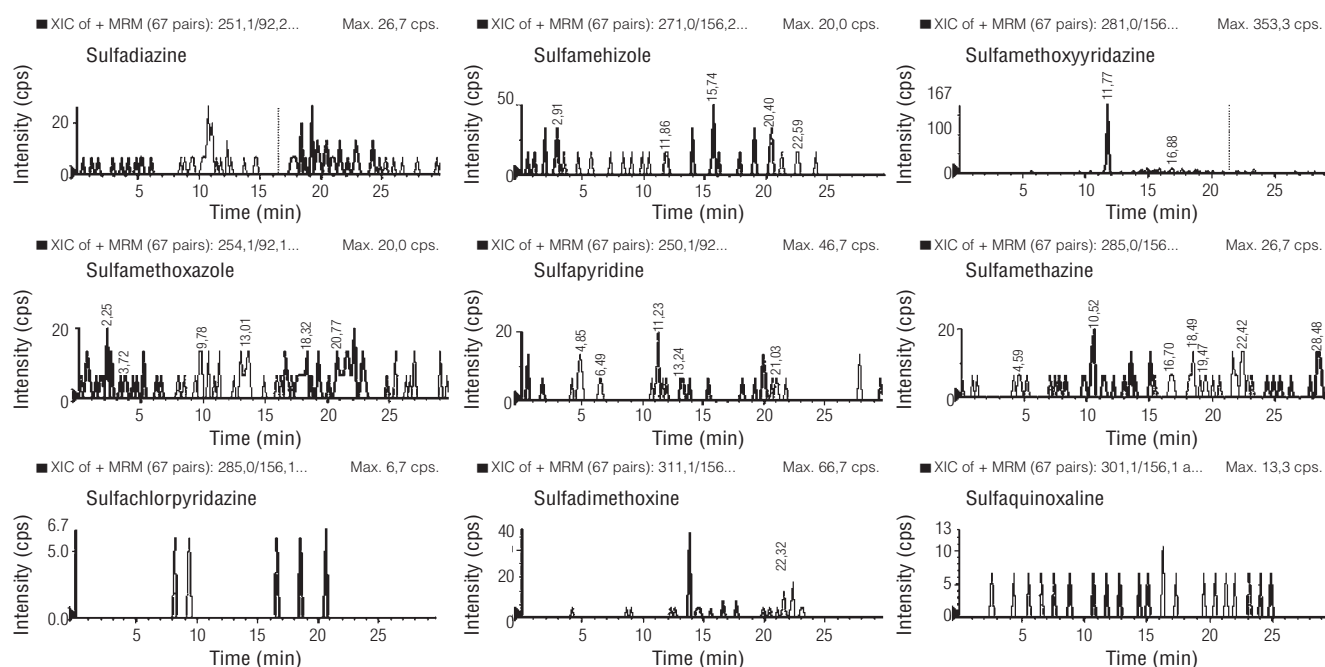 XIC of + MRM (67 pairs): 251,1/92,2... Max. 26,7 cps.
Sulfadiazine
Intensity (cps)
20
0
5 10 15 20 25
Time (min)
XIC of + MRM (67 pairs): 271,0/156,2... Max. 20,0 cps.
Sulfamehizole
Intensity (cps)
50
0
2,91 11,86 15,74 20,40 22,59
5 10 15 20 25
Time (min)
XIC of + MRM (67 pairs): 281,0/156... Max. 353,3 cps.
Sulfamethoxyyridazine
Intensity (cps)
167
100
0
11,77 16,88
5 10 15 20 25
Time (min)
XIC of + MRM (67 pairs): 254,1/92,1... Max. 20,0 cps.
Sulfamethoxazole
Intensity (cps)
20
0
2,25 3,72 9,78 13,01 18,32 20,77
5 10 15 20 25
Time (min)
XIC of + MRM (67 pairs): 250,1/92... Max. 46,7 cps.
Sulfapyridine
Intensity (cps)
20
0
4,85 6,49 11,23 13,24 21,03
5 10 15 20 25
Time (min)
XIC of + MRM (67 pairs): 285,0/156... Max. 26,7 cps.
Sulfamethazine
Intensity (cps)
20
0
4,59 10,52 16,70 18,49 19,47 22,42 28,48
5 10 15 20 25
Time (min)
XIC of + MRM (67 pairs): 285,0/156,1... Max. 6,7 cps.
Sulfachlorpyridazine
Intensity (cps)
6.7
5.0
0.0
5 10 15 20 25
Time (min)
XIC of + MRM (67 pairs): 311,1/156... Max. 66,7 cps.
Sulfadimethoxine
Intensity (cps)
40
20
0
22,32
5 10 15 20 25
Time (min)
XIC of + MRM (67 pairs): 301,1/156,1 a... Max. 13,3 cps.
Sulfaquinoxaline
Intensity (cps)
13
10
5
0
5 10 15 20 25
Time (min)